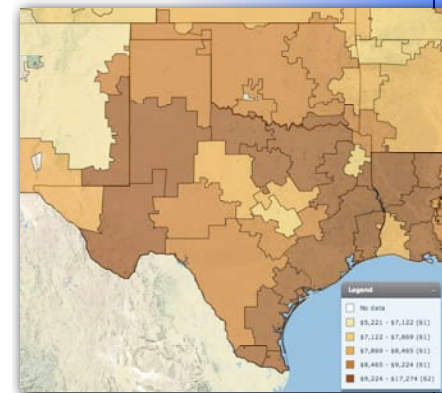 Legend
No data
$5,221 - $7,122 (61)
$7,122 - $7,869 (61)
$7,869 - $8,465 (61)
$8,465 - $9,224 (61)
$9,224 - $17,274 (62)